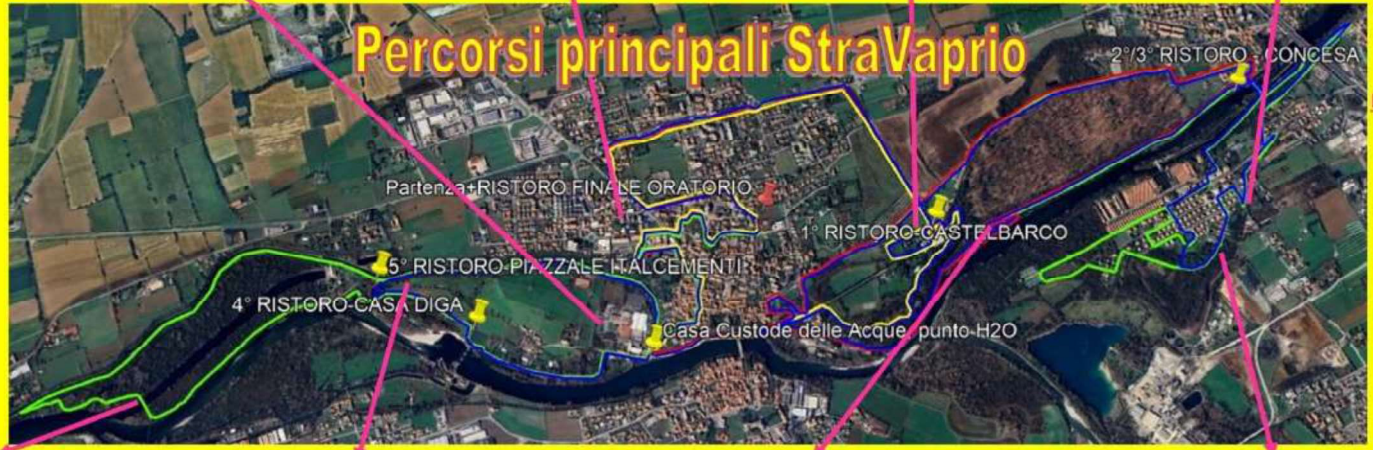 Percorsi principali StraVaprio
2°/3° RISTORO - CONCESA
Partenza+RISTORO FINALE ORATORIO
1° RISTORO-CASTELBARCO
5° RISTORO PIAZZALE ITALCEMENTI
4° RISTORO-CASA DIGA
Casa Custode delle Acque, punto H2O